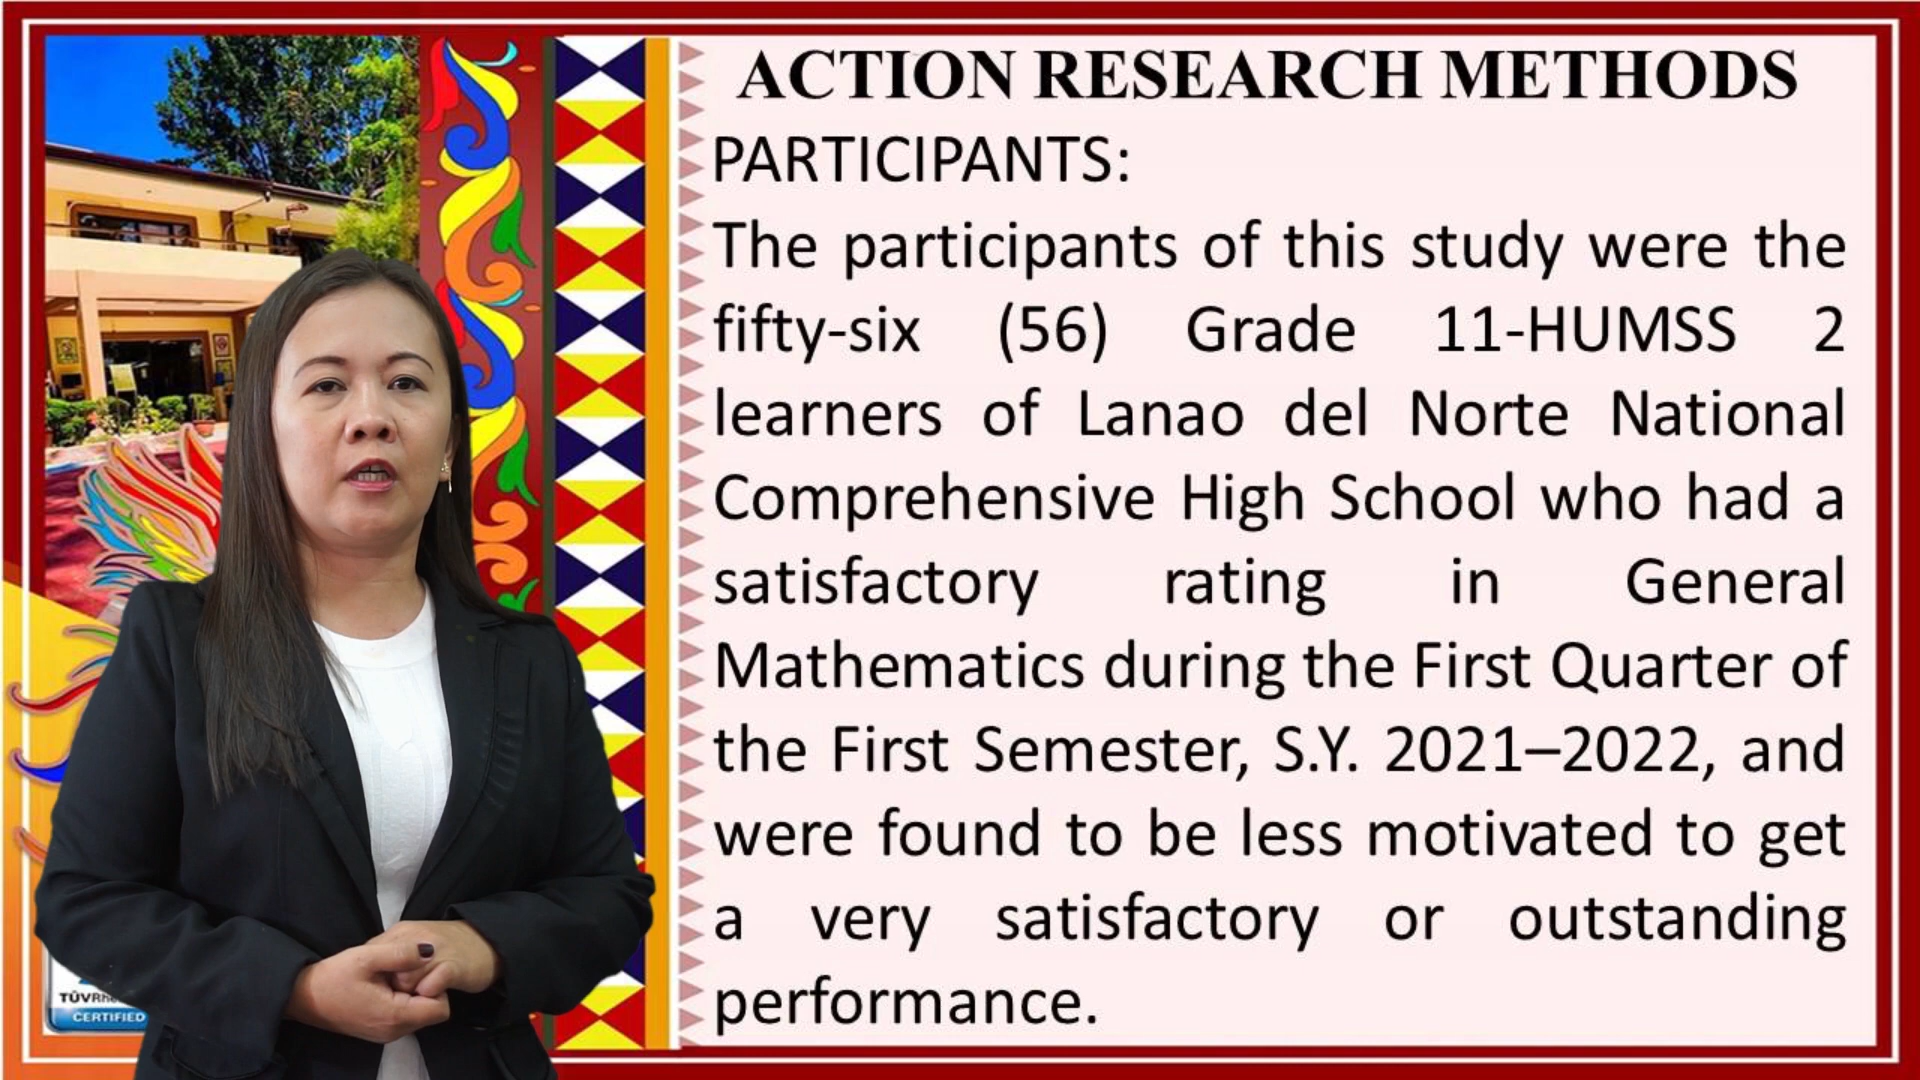 ACTION RESEARCH METHODS
PARTICIPANTS:
The participants of this study were the
fifty-six (56) Grade 11-HUMSS 2
learners of Lanao del Norte National
Comprehensive High School who had a
satisfactory rating in General
Mathematics during the First Quarter of
the First Semester, S.Y. 2021–2022, and
were found to be less motivated to get
a very satisfactory or outstanding
performance.
CERTIFIED